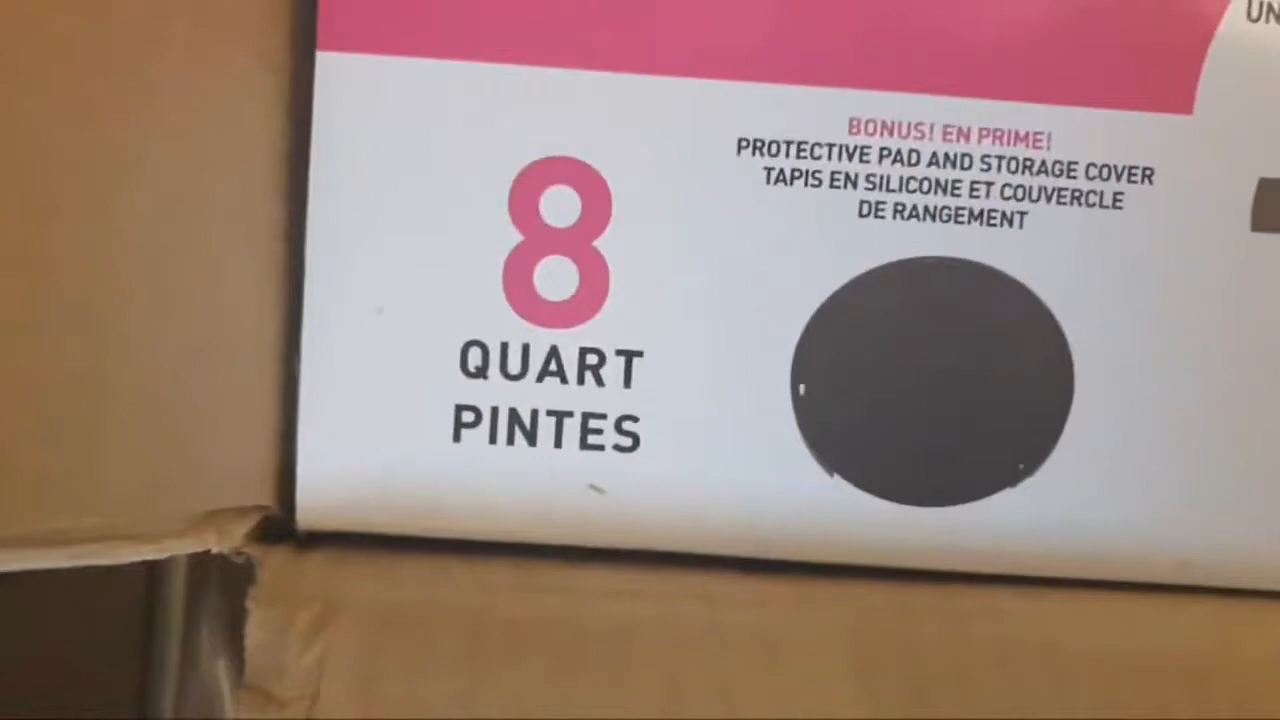 8
QUART
PINTES
BONUS! EN PRIME!
PROTECTIVE PAD AND STORAGE COVER
TAPIS EN SILICONE ET COUVERCLE
DE RANGEMENT